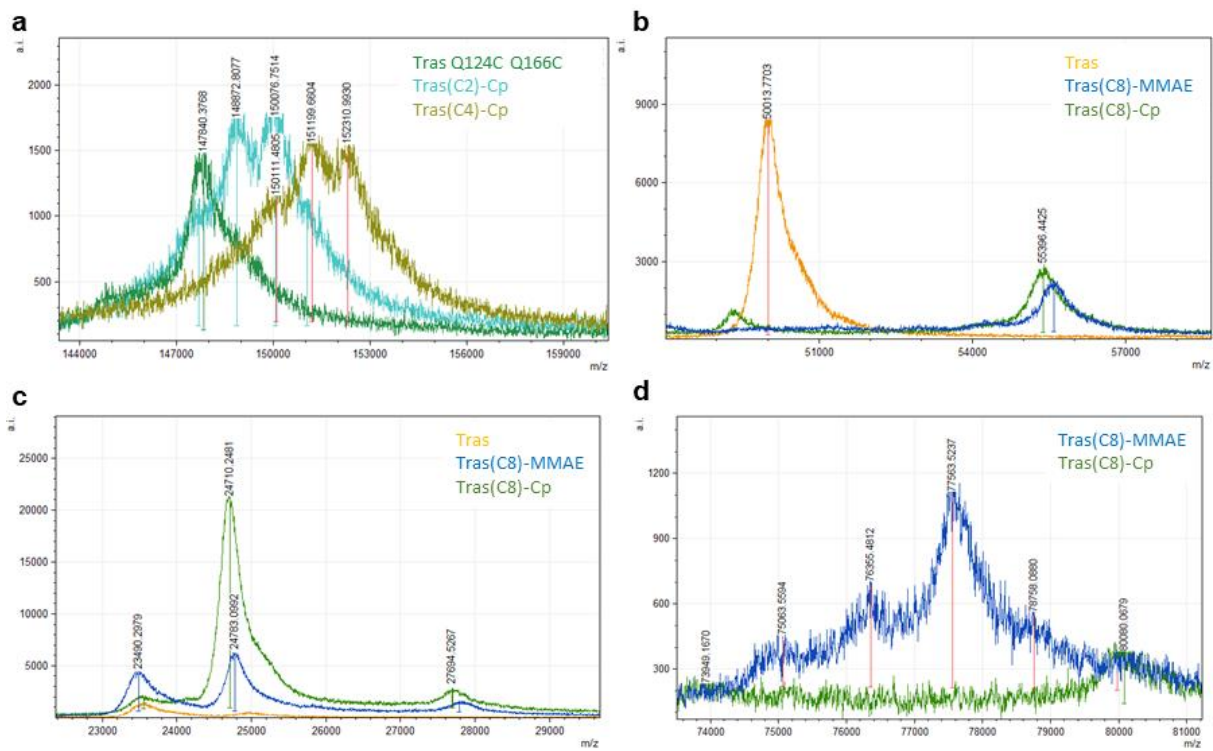 a
a.i.
2000
1500
1000
500
147840.3768
148872.8077
150076.7514
150111.4805
151199.6604
152310.9930
Tras Q124C Q166C
Tras(C2)-Cp
Tras(C4)-Cp
144000 147000 150000 153000 156000 159000
m/z
b
a.i.
9000
6000
3000
50013.7703
55396.4425
Tras
Tras(C8)-MMAE
Tras(C8)-Cp
51000 54000 57000
m/z
c
a.i.
25000
20000
15000
10000
5000
0
23490.2979
24710.2481
24783.0992
27694.5267
Tras
Tras(C8)-MMAE
Tras(C8)-Cp
23000 24000 25000 26000 27000 28000 29000
m/z
d
a.i.
1200
900
600
300
73949.1670
75063.5594
76355.4812
77563.5237
78758.0880
80080.0679
Tras(C8)-MMAE
Tras(C8)-Cp
74000 75000 76000 77000 78000 79000 80000 81000
m/z